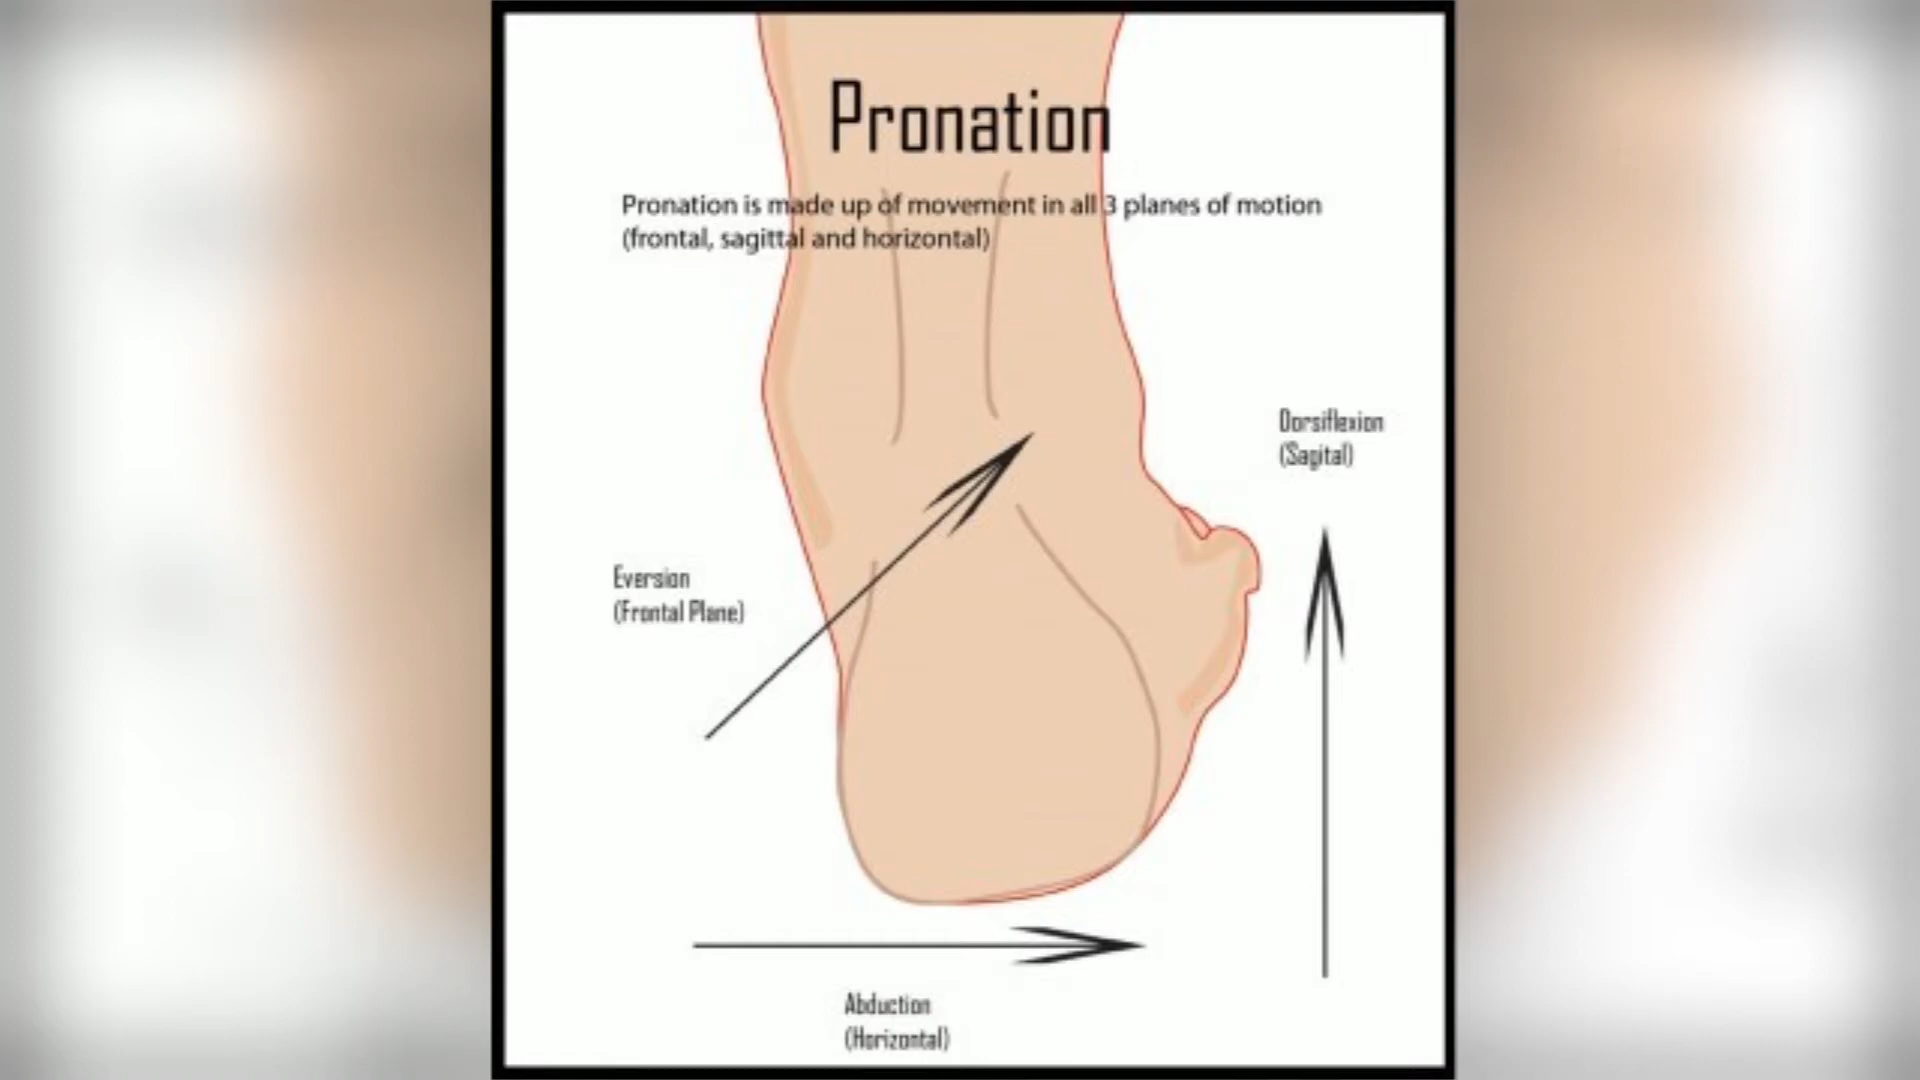 Pronation
Pronation is made up of movement in all 3 planes of motion
(frontal, sagittal and horizontal)
Dorsiflexion
(Sagital)
Eversion
(Frontal Plane)
Abduction
(Horizontal)